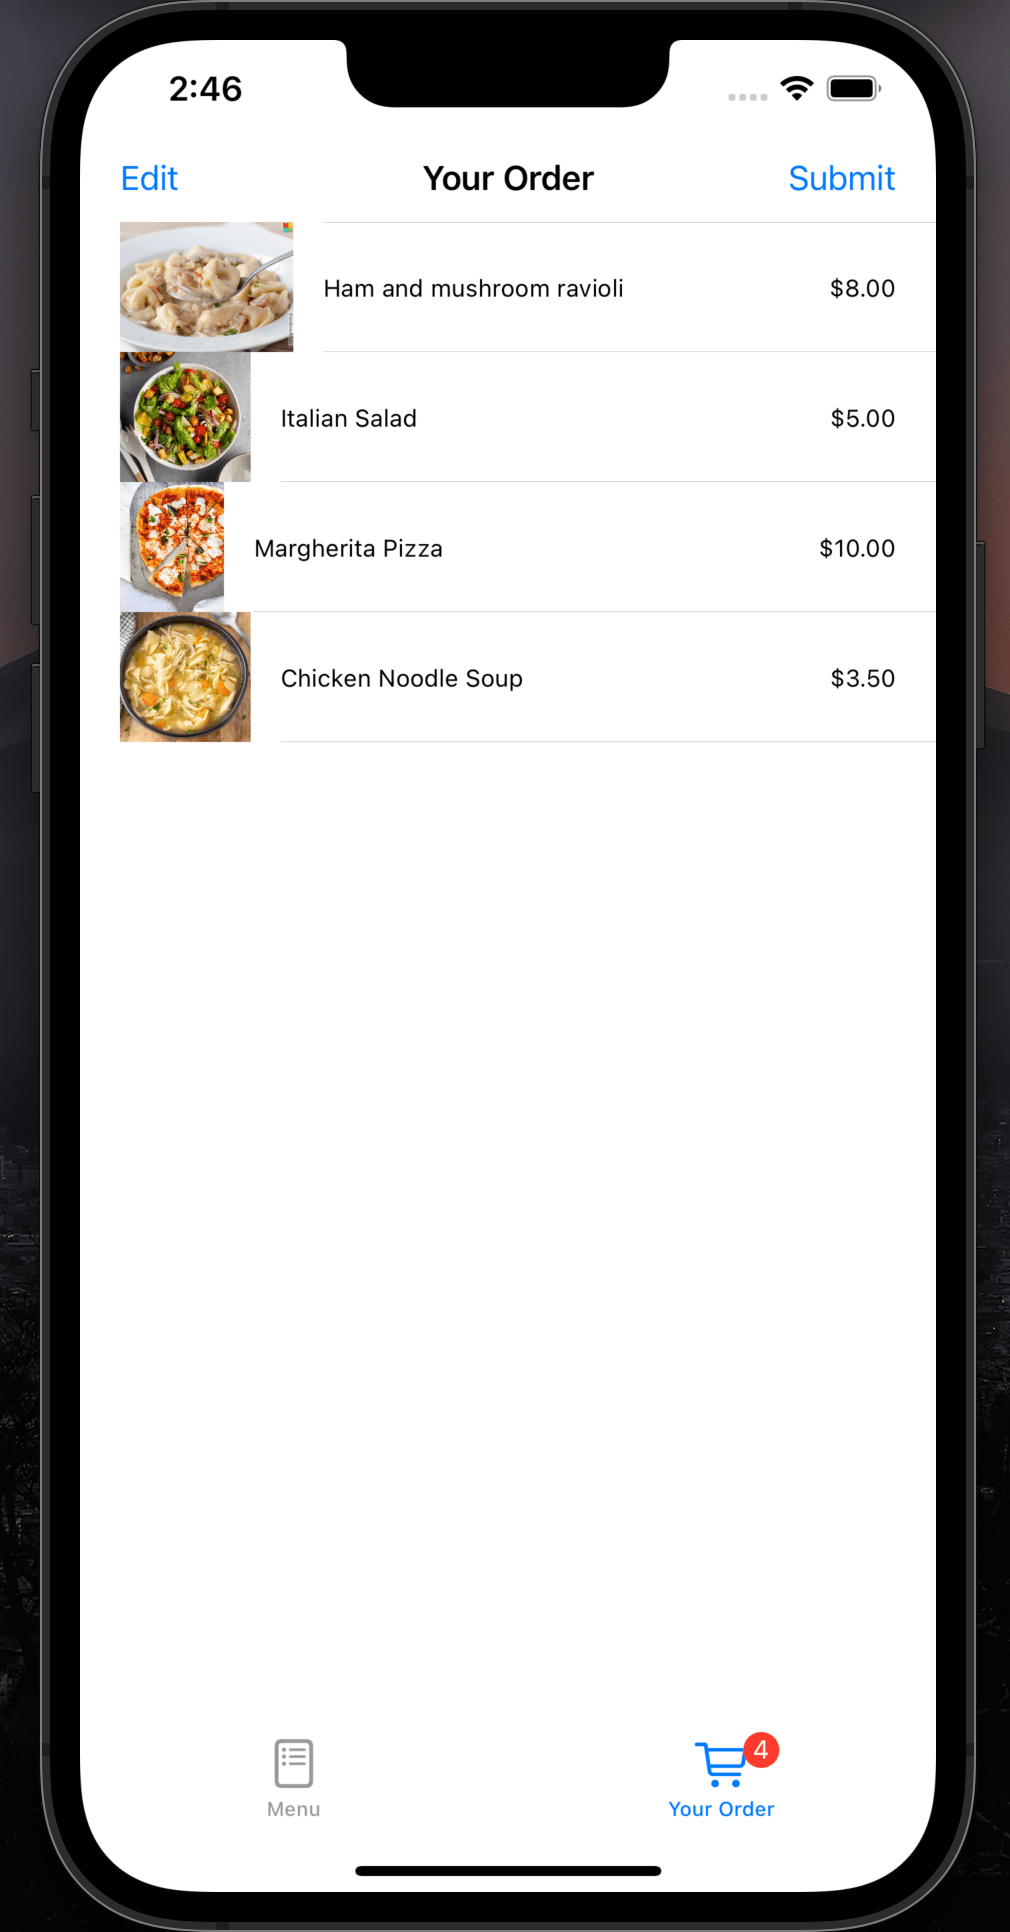 2:46
Edit
Your Order
Submit
Ham and mushroom ravioli
$8.00
Italian Salad
$5.00
Margherita Pizza
$10.00
Chicken Noodle Soup
$3.50
4
Menu
Your Order